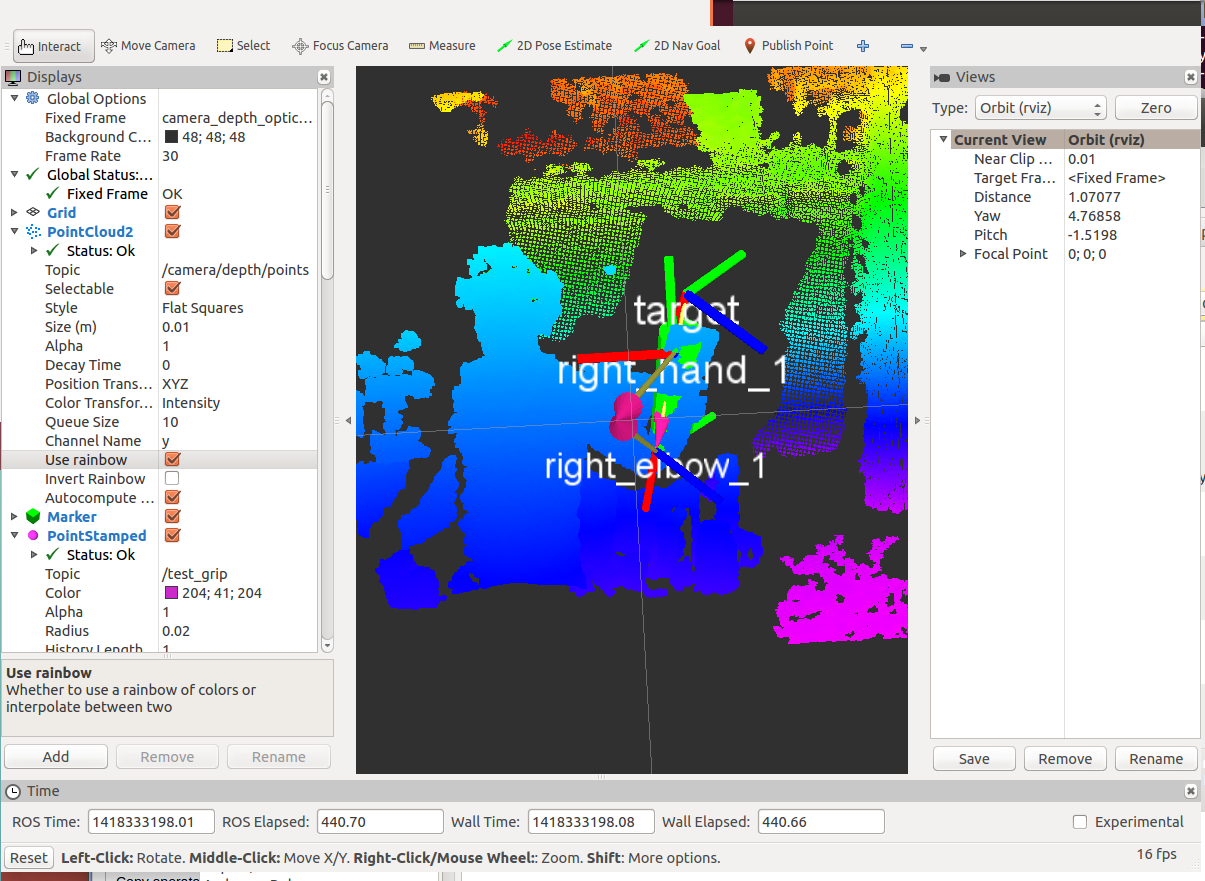 Interact Move Camera Select Focus Camera Measure 2D Pose Estimate 2D Nav Goal Publish Point
Displays
Global Options
Fixed Frame camera_depth_optic...
Background C... 48; 48; 48
Frame Rate 30
Global Status:...
Fixed Frame OK
Grid
PointCloud2
Status: Ok
Topic /camera/depth/points
Selectable
Style Flat Squares
Size (m) 0.01
Alpha 1
Decay Time 0
Position Trans... XYZ
Color Transfor... Intensity
Queue Size 10
Channel Name y
Use rainbow
Invert Rainbow
Autocompute ...
Marker
PointStamped
Status: Ok
Topic /test_grip
Color 204; 41; 204
Alpha 1
Radius 0.02
History Length 1
Use rainbow
Whether to use a rainbow of colors or
interpolate between two
Add Remove Rename
target
right_hand_1
right_elbow_1
Views
Type: Orbit (rviz) Zero
Current View Orbit (rviz)
Near Clip ... 0.01
Target Fra... <Fixed Frame>
Distance 1.07077
Yaw 4.76858
Pitch -1.5198
Focal Point 0; 0; 0
Save Remove Rename
Time
ROS Time: 1418333198.01 ROS Elapsed: 440.70 Wall Time: 1418333198.08 Wall Elapsed: 440.66 Experimental
Reset Left-Click: Rotate. Middle-Click: Move X/Y. Right-Click/Mouse Wheel:: Zoom. Shift: More options. 16 fps